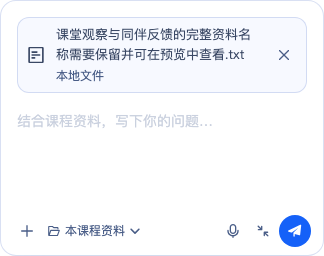 课堂观察与同伴反馈的完整资料名
称需要保留并可在预览中查看.txt
本地文件
结合课程资料，写下你的问题...
本课程资料